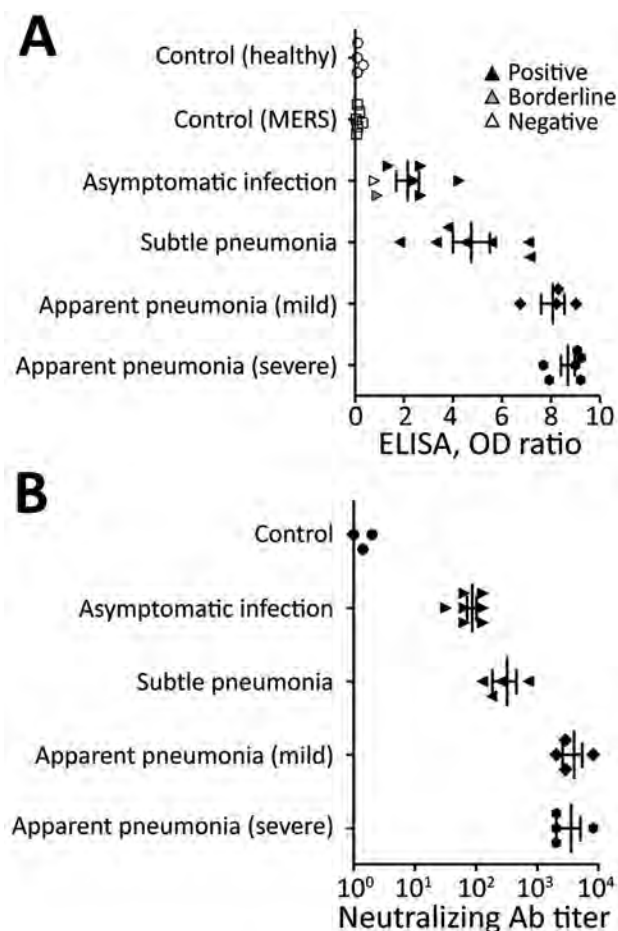 A
Control (healthy)
Control (MERS)
Asymptomatic infection
Subtle pneumonia
Apparent pneumonia (mild)
Apparent pneumonia (severe)
Positive
Borderline
Negative
0 2 4 6 8 10
ELISA, OD ratio
B
Control
Asymptomatic infection
Subtle pneumonia
Apparent pneumonia (mild)
Apparent pneumonia (severe)
10⁰ 10¹ 10² 10³ 10⁴
Neutralizing Ab titer